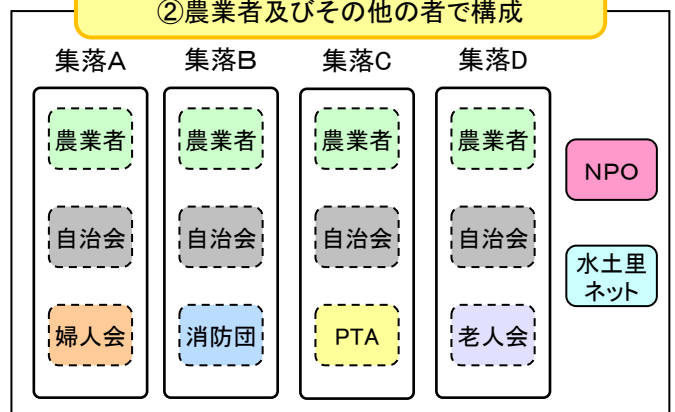 ②農業者及びその他の者で構成
集落A
集落B
集落C
集落D
農業者
農業者
農業者
農業者
NPO
自治会
自治会
自治会
自治会
水土里
ネット
婦人会
消防団
PTA
老人会